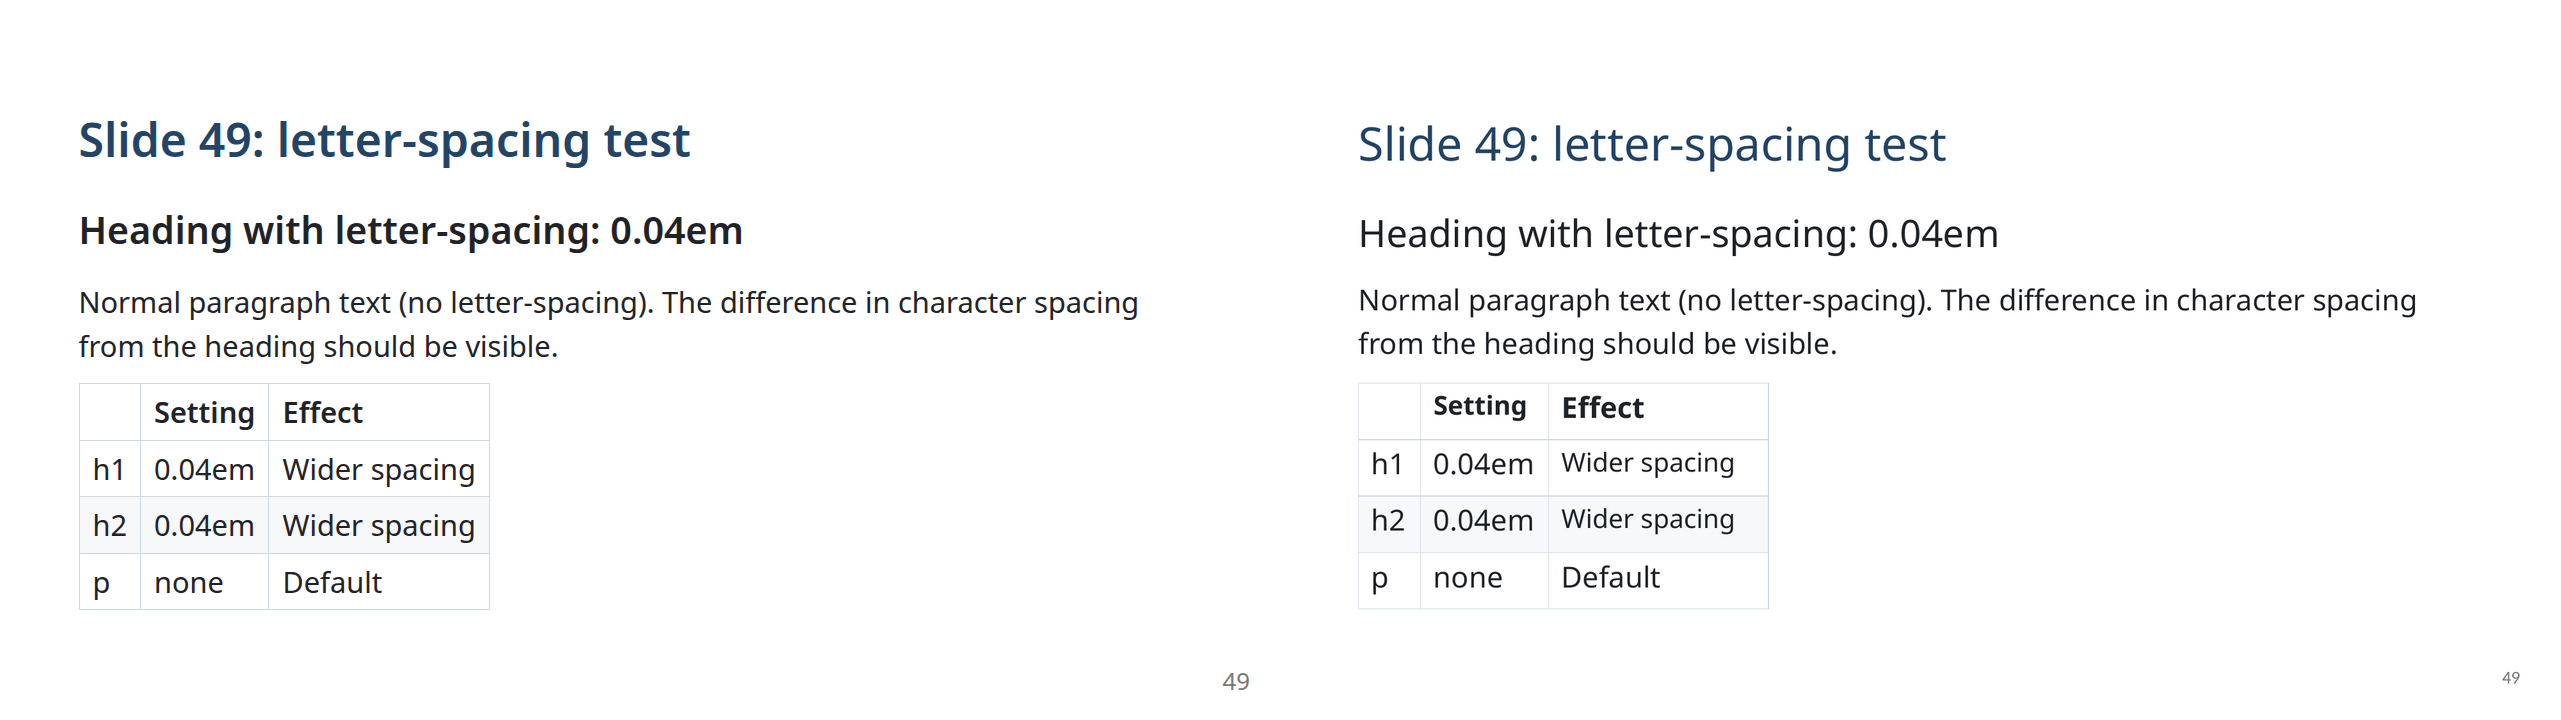 Slide 49: letter-spacing test
Heading with letter-spacing: 0.04em
Normal paragraph text (no letter-spacing). The difference in character spacing
from the heading should be visible.
Setting Effect
h1 0.04em Wider spacing
h2 0.04em Wider spacing
p none Default
49
Slide 49: letter-spacing test
Heading with letter-spacing: 0.04em
Normal paragraph text (no letter-spacing). The difference in character spacing
from the heading should be visible.
Setting Effect
h1 0.04em Wider spacing
h2 0.04em Wider spacing
p none Default
49